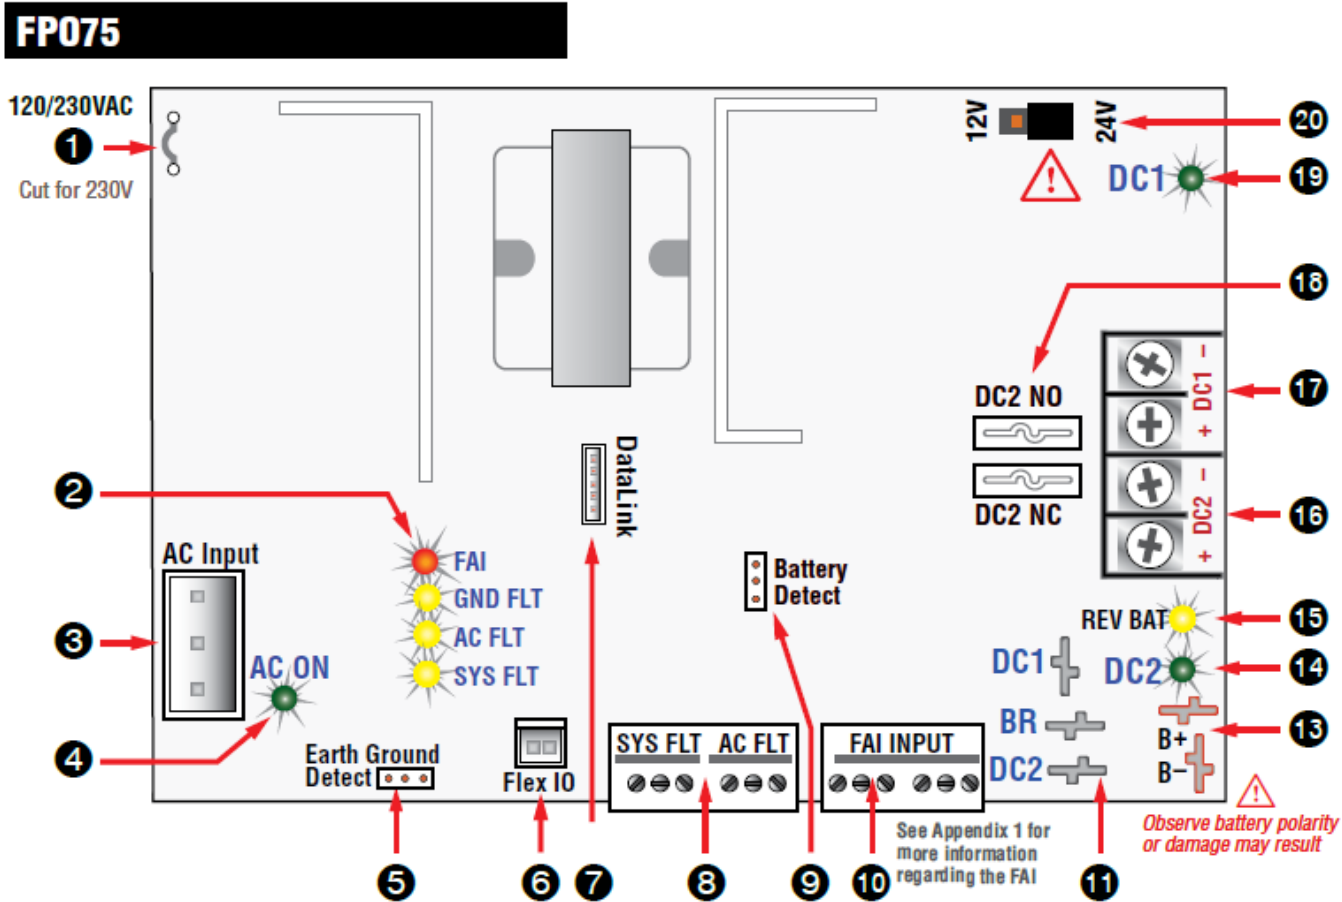 FP075
120/230VAC
1
Cut for 230V
12V
24V
20
DC1
19
18
DC2 NO
DC2 NC
DC1 - +
17
DC2 - +
16
2
DataLink
FAI
GND FLT
AC FLT
SYS FLT
AC Input
3
AC ON
4
Battery
Detect
REV BAT
15
DC1
DC2
14
BR
DC2
B+
B-
13
Earth Ground
Detect
Flex IO
SYS FLT AC FLT
FAI INPUT
See Appendix 1 for
more information
regarding the FAI
Observe battery polarity
or damage may result
5
6
7
8
9
10
11